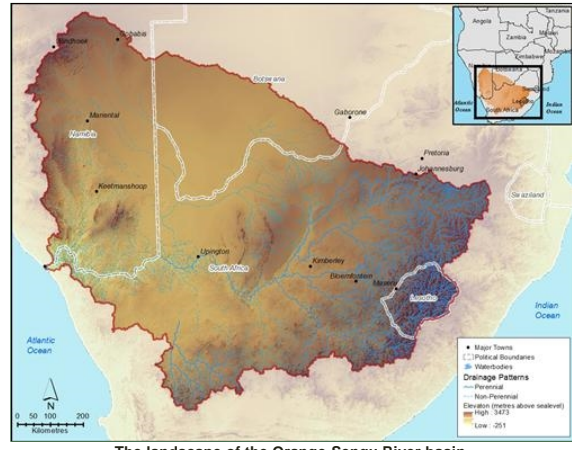 Angola
Tanzania
Zambia
Malawi
Mozambi
Zimbabwe
Botswana
Swaziland
Lesotho
South Africa
Atlantic
Ocean
Indian
Ocean
Windhoek
Gobabis
Botswana
Mariental
Namibia
Gaborone
Pretoria
Johannesburg
Keetmanshoop
Swaziland
Upington
South Africa
Kimberley
Bloemfontein
Maseru
Lesotho
Indian
Ocean
Atlantic
Ocean
N
0 50 100 200
Kilometres
Major Towns
Political Boundaries
Waterbodies
Drainage Patterns
Perennial
Non-Perennial
Elevation (metres above sealevel)
High : 3473
Low : -251
The landscape of the Orange-Senqu River basin